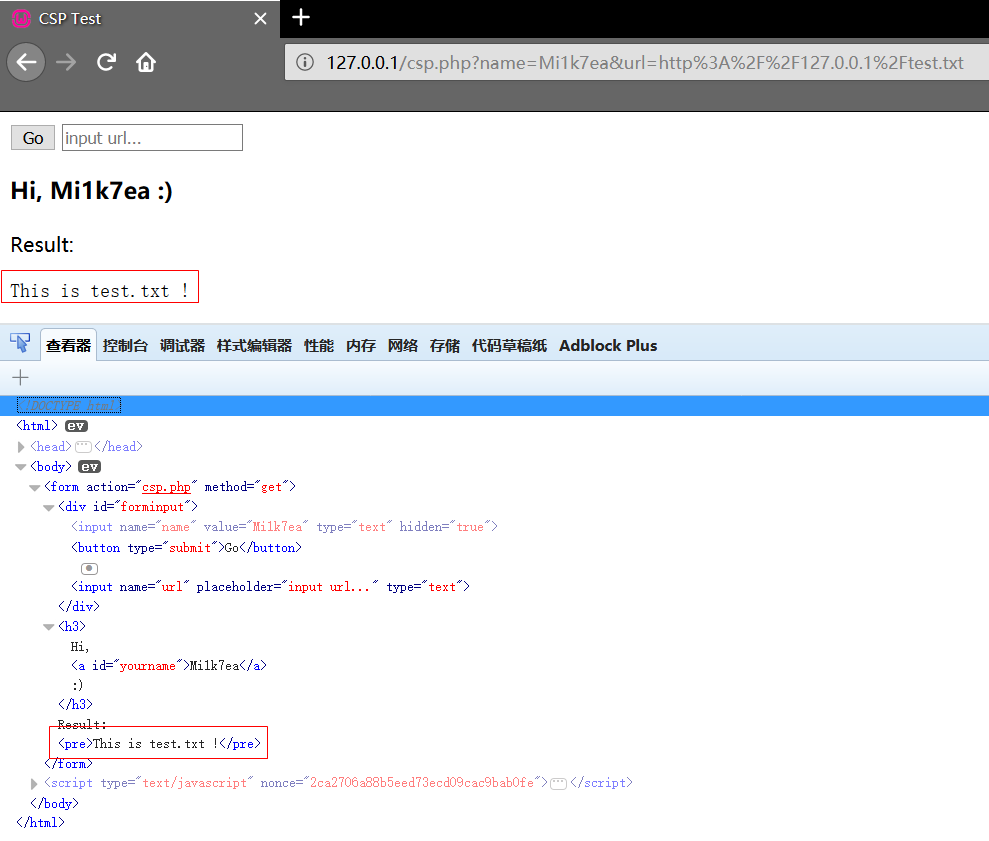 CSP Test
127.0.0.1/csp.php?name=Mi1k7ea&url=http%3A%2F%2F127.0.0.1%2Ftest.txt
Go input url...
Hi, Mi1k7ea :)
Result:
This is test.txt !
查看器 控制台 调试器 样式编辑器 性能 内存 网络 存储 代码草稿纸 Adblock Plus
<html> ev
<head></head>
<body> ev
<form action="csp.php" method="get">
<div id="forminput">
<input name="name" value="Mi1k7ea" type="text" hidden="true">
<button type="submit">Go</button>
<input name="url" placeholder="input url..." type="text">
</div>
<h3>
Hi,
<a id="yourname">Mi1k7ea</a>
:)
</h3>
Result:
<pre>This is test.txt !</pre>
</form>
<script type="text/javascript" nonce="2ca2706a88b5eed73ecd09cac9bab0fe"></script>
</body>
</html>